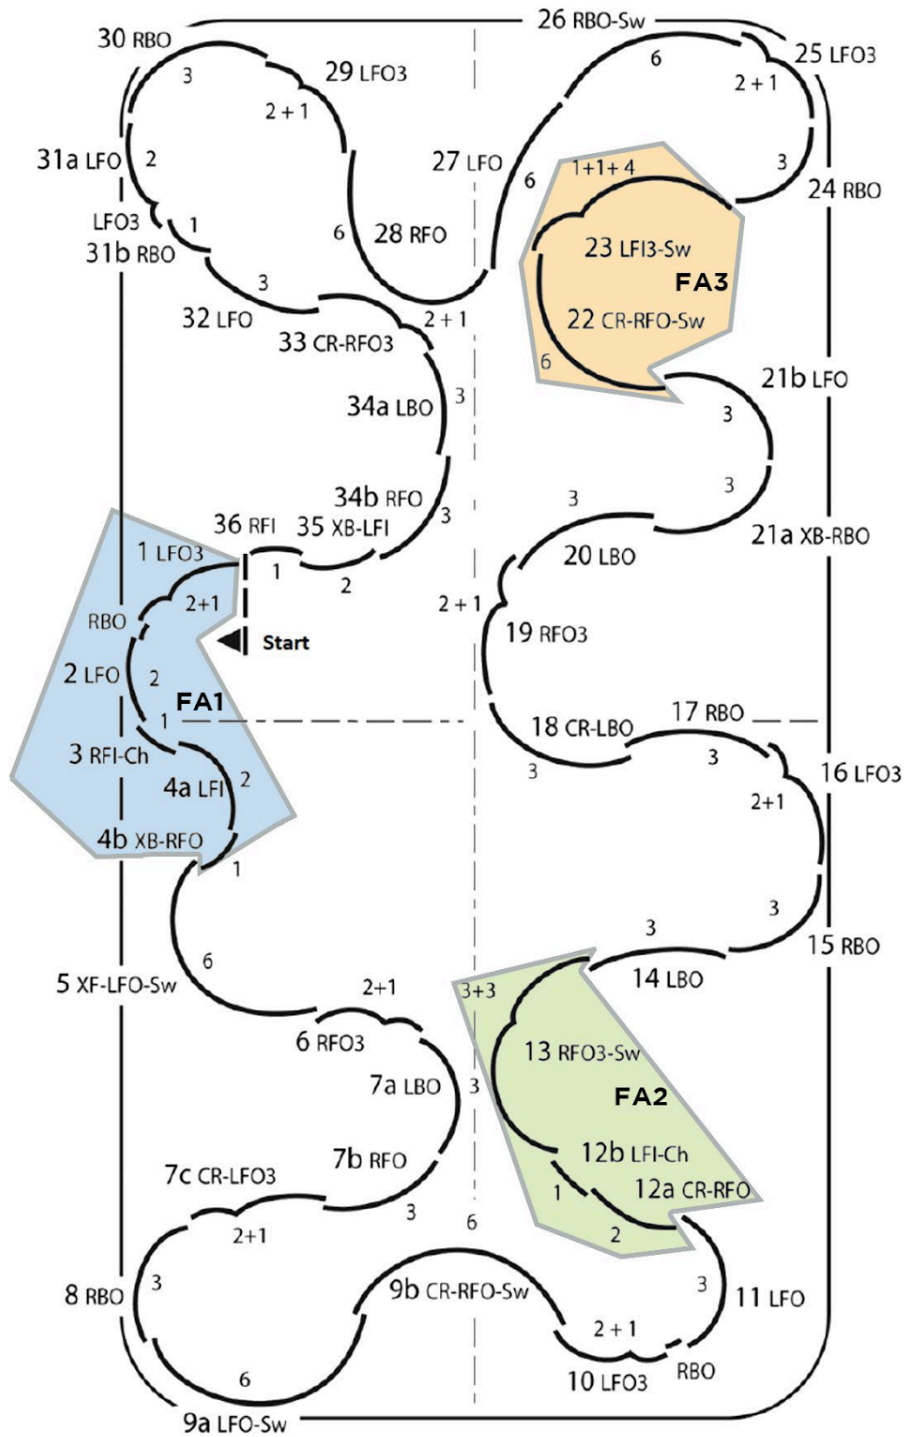 26 RBO-Sw
30 RBO
3
29 LFO3
2 + 1
6
25 LFO3
2 + 1
31a LFO
2
27 LFO
6
1+1+ 4
3
24 RBO
LFO3
1
31b RBO
6
28 RFO
23 LFI3-Sw
FA3
3
32 LFO
2 + 1
22 CR-RFO-Sw
33 CR-RFO3
6
21b LFO
34a LBO
3
3
34b RFO
3
3
3
21a XB-RBO
36 RFI
35 XB-LFI
20 LBO
1 LFO3
1
2
2+1
2 + 1
RBO
19 RFO3
Start
2 LFO
2
FA1
1
18 CR-LBO
17 RBO
3 RFI-Ch
3
3
16 LFO3
4a LFI
2
2+1
4b XB-RFO
1
3
3
15 RBO
6
5 XF-LFO-Sw
14 LBO
2+1
3+3
6 RFO3
13 RFO3-Sw
7a LBO
3
FA2
7b RFO
12b LFI-Ch
7c CR-LFO3
12a CR-RFO
1
3
2+1
6
2
8 RBO
3
9b CR-RFO-Sw
3
11 LFO
2 + 1
6
10 LFO3
RBO
9a LFO-Sw